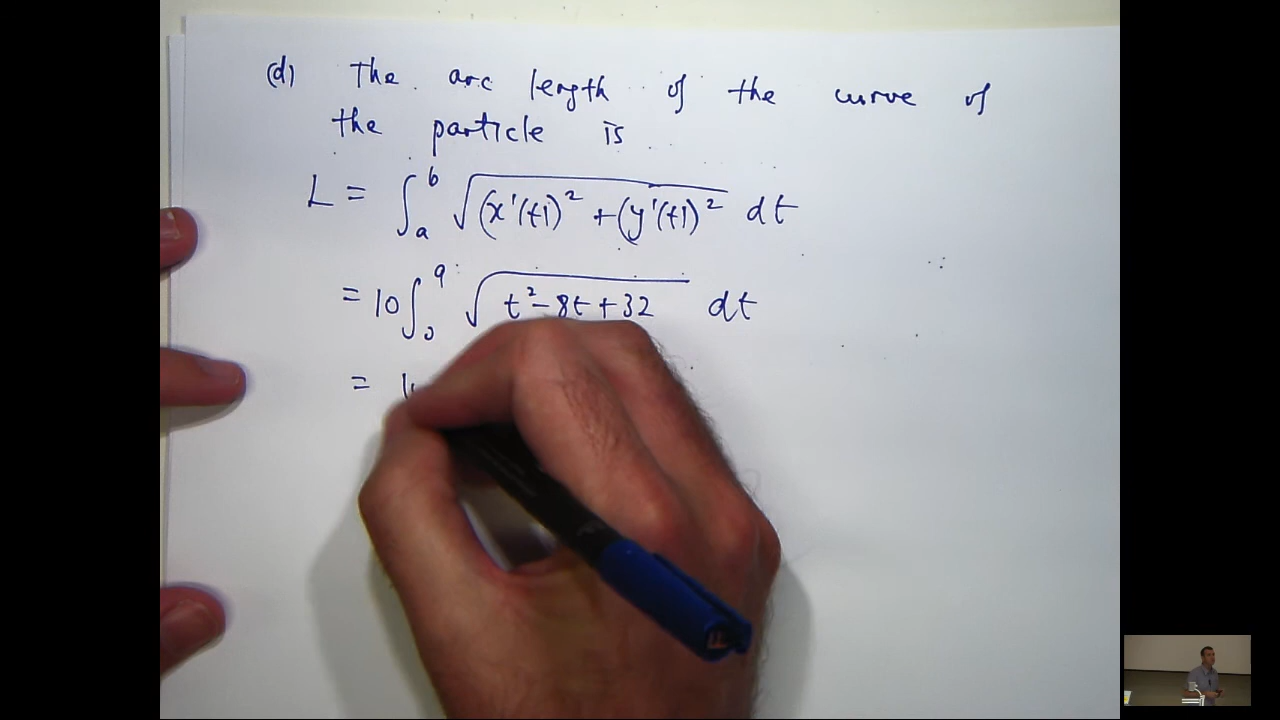 (d) The arc length of the curve of
the particle is
L = ∫_a^b √((x'(t))² + (y'(t))²) dt
= 10 ∫_0^9 √(t² - 8t + 32) dt
=